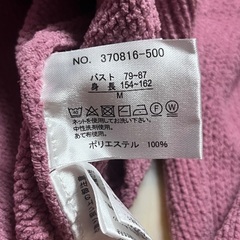 NO. 370816-500
バスト 79~87
身長 154~162
M
ネットを使用してください。
中性洗剤使用。
あて布使用。
ポリエステル 100%